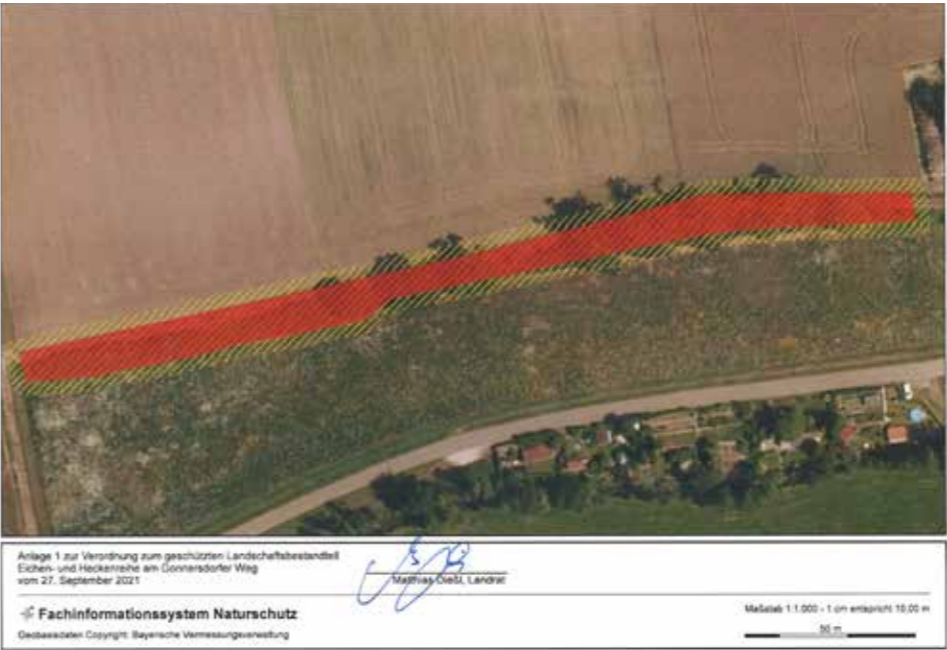 Anlage 1 zur Verordnung zum geschützten Landschaftsbestandteil
Eichen- und Heckenreihe am Gonnersdorfer Weg
vom 27. September 2021
Matthias Dießl, Landrat
Fachinformationssystem Naturschutz
Geobasisdaten Copyright: Bayerische Vermessungsverwaltung
Maßstab 1:1.000 - 1 cm entspricht 10,00 m
50 m